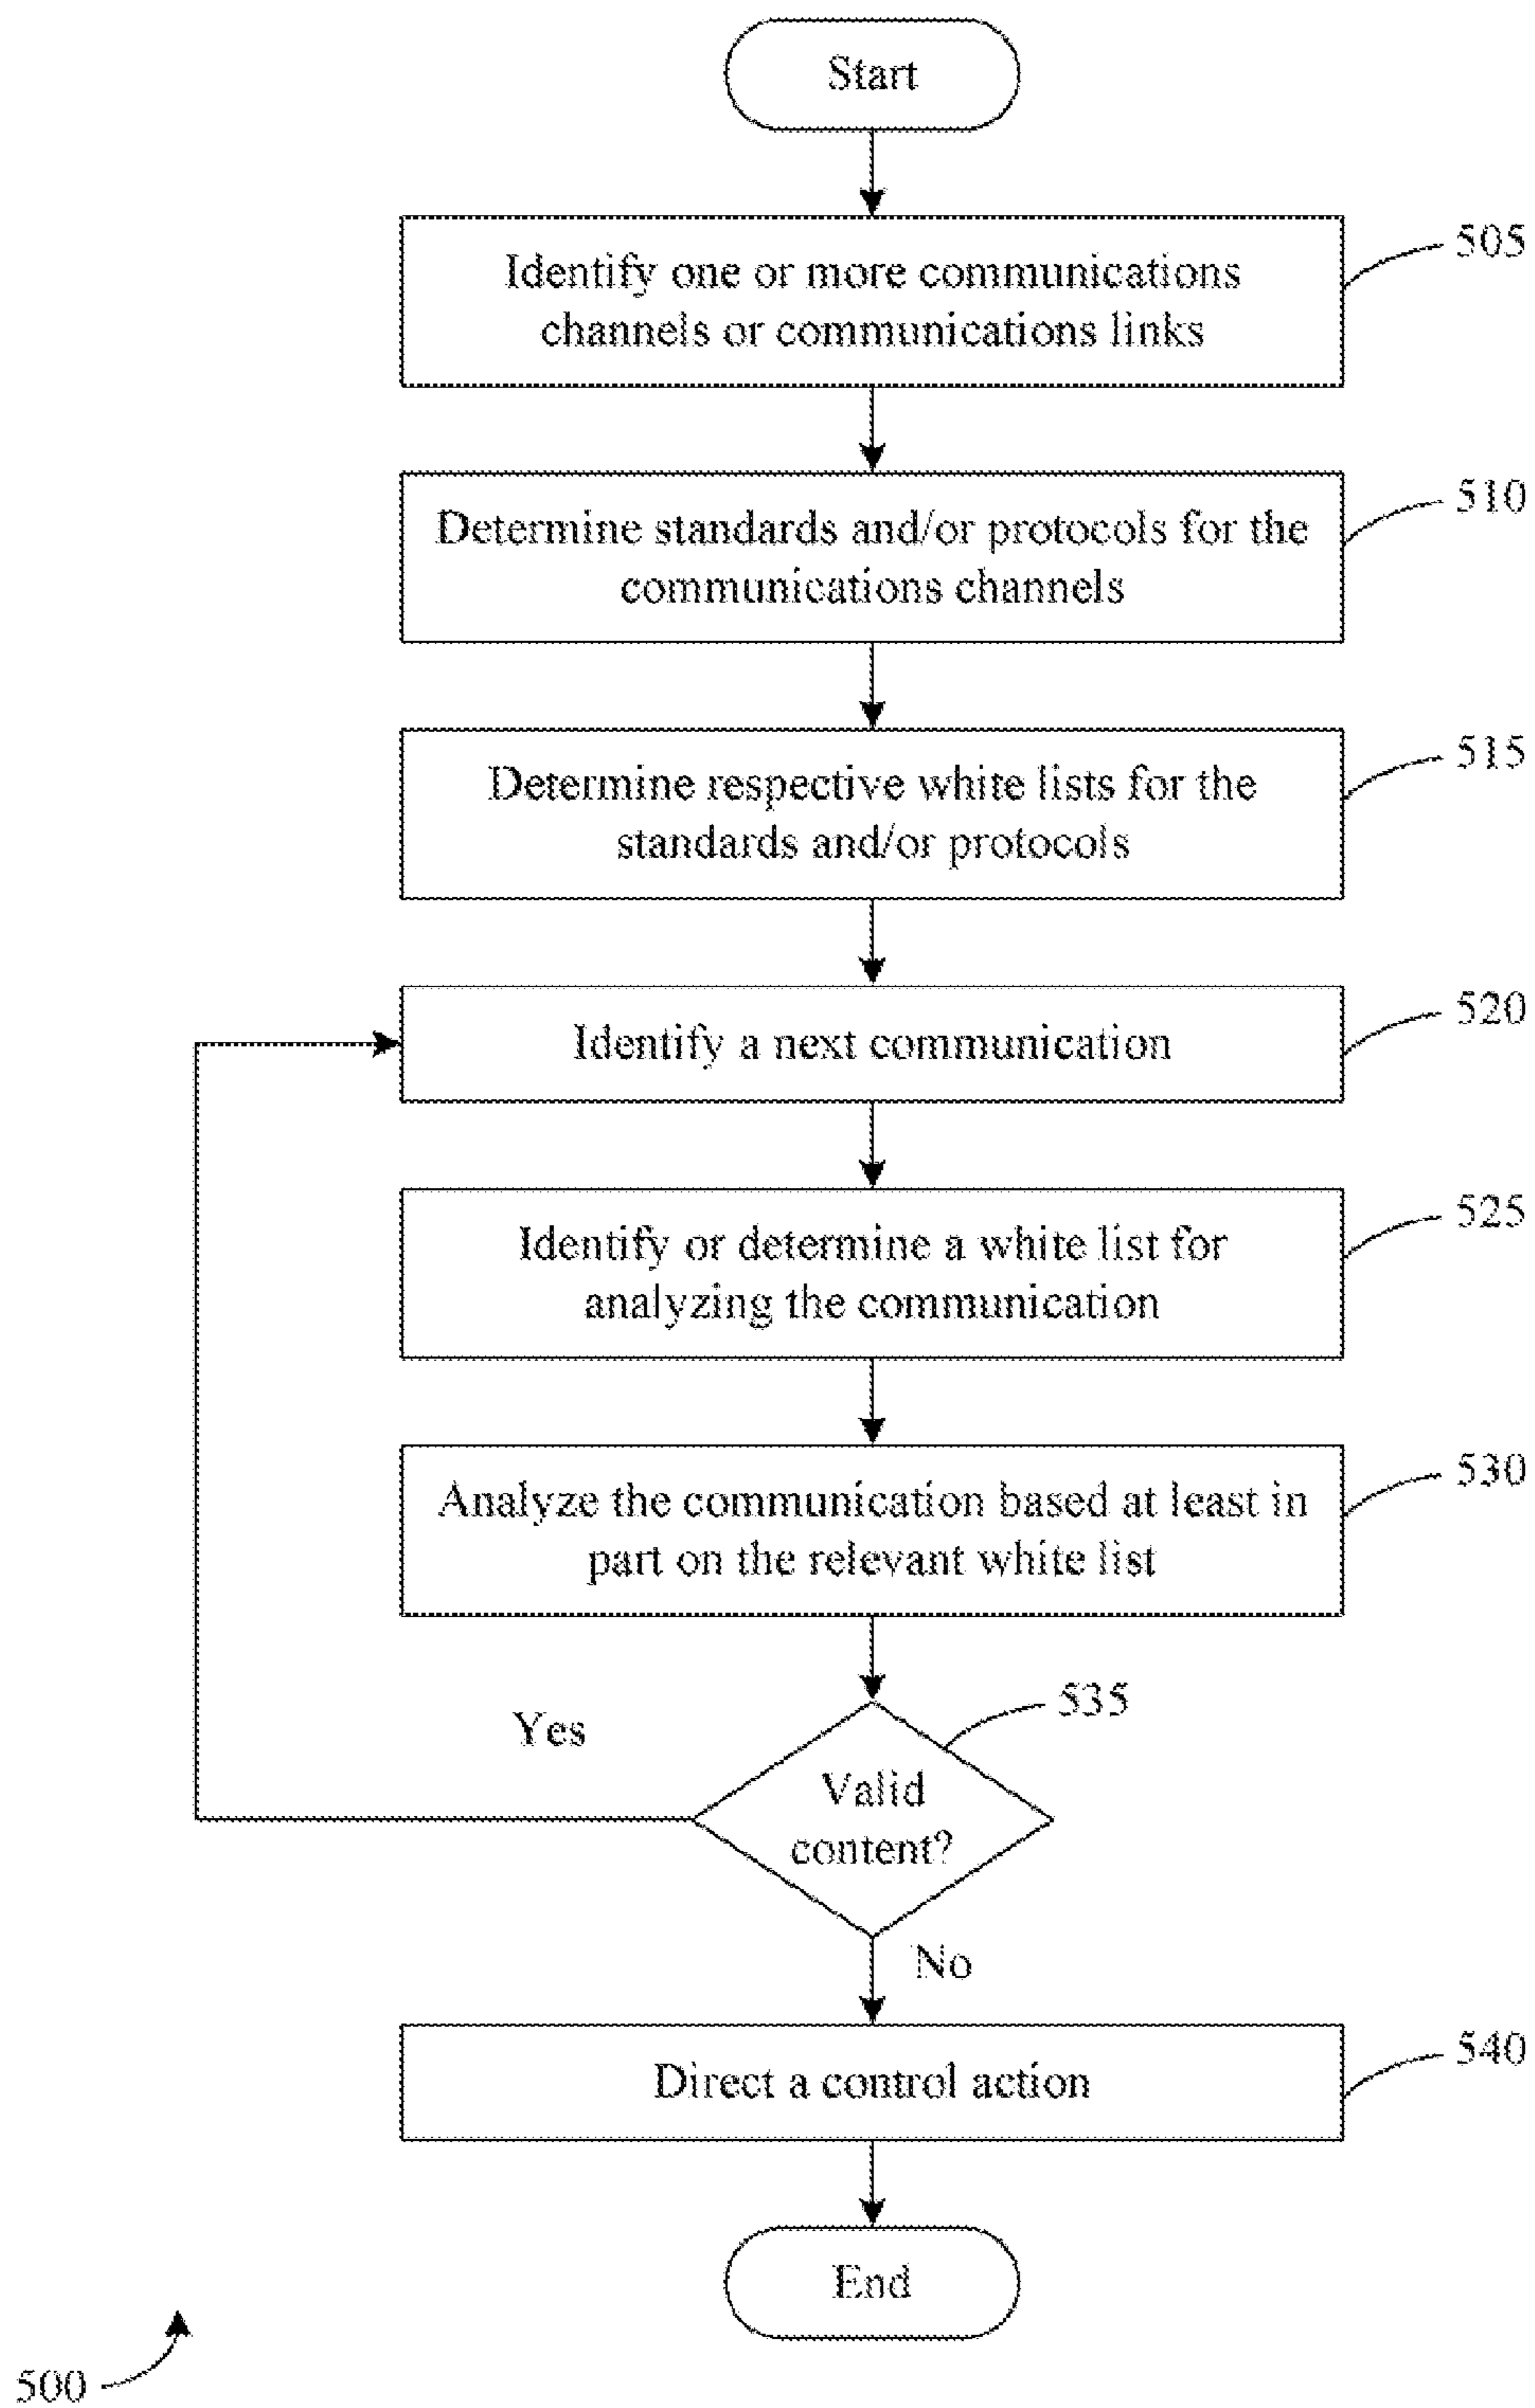 Start
Identify one or more communications
channels or communications links
505
Determine standards and/or protocols for the
communications channels
510
Determine respective white lists for the
standards and/or protocols
515
Identify a next communication
520
Identify or determine a white list for
analyzing the communication
525
Analyze the communication based at least in
part on the relevant white list
530
535
Yes
Valid
content?
No
Direct a control action
540
End
500